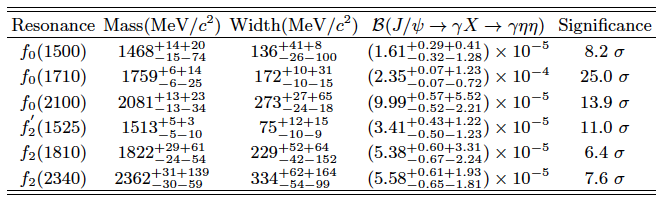 Resonance Mass(MeV/c²) Width(MeV/c²) B(J/ψ → γX → γηη) Significance
f₀(1500) 1468^{+14+20}_{−15−74} 136^{+41+8}_{−26−100} (1.61^{+0.29+0.41}_{−0.32−1.28}) × 10⁻⁵ 8.2 σ
f₀(1710) 1759^{+6+14}_{−6−25} 172^{+10+31}_{−10−15} (2.35^{+0.07+1.23}_{−0.07−0.72}) × 10⁻⁴ 25.0 σ
f₀(2100) 2081^{+13+23}_{−13−34} 273^{+27+65}_{−24−18} (9.99^{+0.57+5.52}_{−0.52−2.21}) × 10⁻⁵ 13.9 σ
f₂′(1525) 1513^{+5+3}_{−5−10} 75^{+12+15}_{−10−9} (3.41^{+0.43+1.22}_{−0.50−1.23}) × 10⁻⁵ 11.0 σ
f₂(1810) 1822^{+29+61}_{−24−54} 229^{+52+64}_{−42−152} (5.38^{+0.60+3.31}_{−0.67−2.24}) × 10⁻⁵ 6.4 σ
f₂(2340) 2362^{+31+139}_{−30−59} 334^{+62+164}_{−54−99} (5.58^{+0.61+1.93}_{−0.65−1.81}) × 10⁻⁵ 7.6 σ